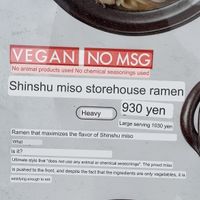 VEGAN NO MSG
No animal products used No chemical seasonings used
Shinshu miso storehouse ramen
Heavy 930 yen
Large serving 1030 yen
Ramen that maximizes the flavor of Shinshu miso
What
is it?
Ultimate style that "does not use any animal or chemical seasonings". The prized miso
is pushed to the front, and despite the fact that the ingredients are only vegetables, it is
satisfying enough to eat